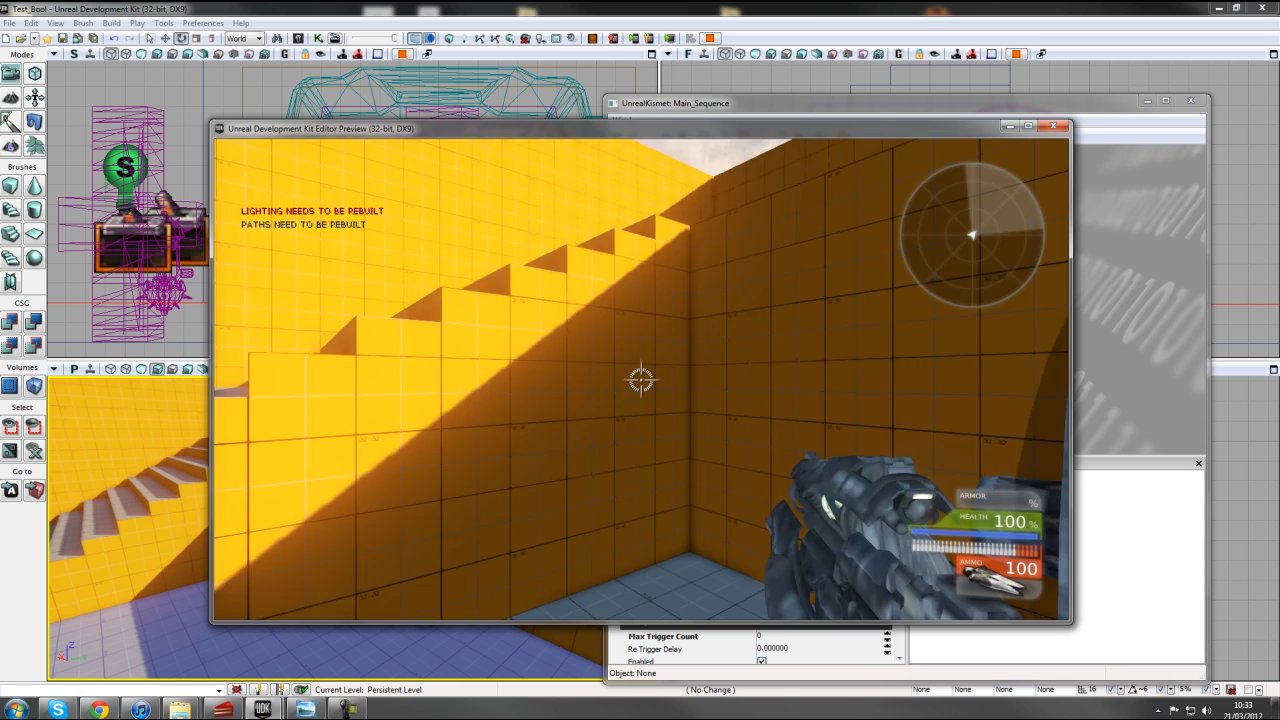 Test_Bool - Unreal Development Kit (32-bit, DX9)
File Edit View Brush Build Play Tools Preferences Help
World
Modes
S
G
F
G
UnrealKismet: Main_Sequence
Unreal Development Kit Editor Preview (32-bit, DX9)
Brushes
S
LIGHTING NEEDS TO BE REBUILT
PATHS NEED TO BE REBUILT
CSG
P
Volumes
Select
Go to
ARMOR
%
HEALTH 100 %
AMMO 100
Max Trigger Count 0
Re Trigger Delay 0.000000
Enabled
Object: None
Z
X
Y
Current Level: Persistent Level
( No Change )
None None None None 16 6 5%
UDK
10:33
21/03/2012